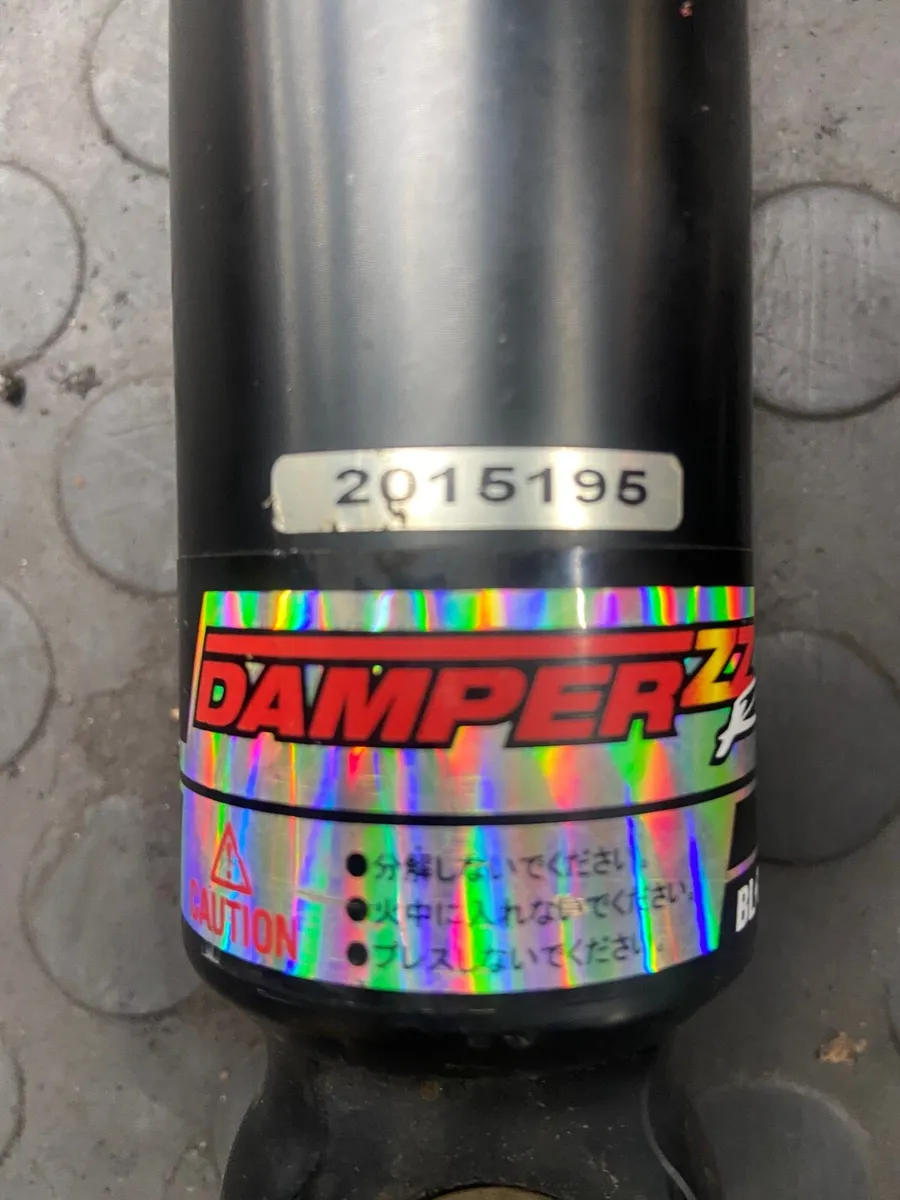 2015195
DAMPER Z·Z
CAUTION
●分解しないでください。
●火中に入れないでください。
●プレスしないでください。
BL